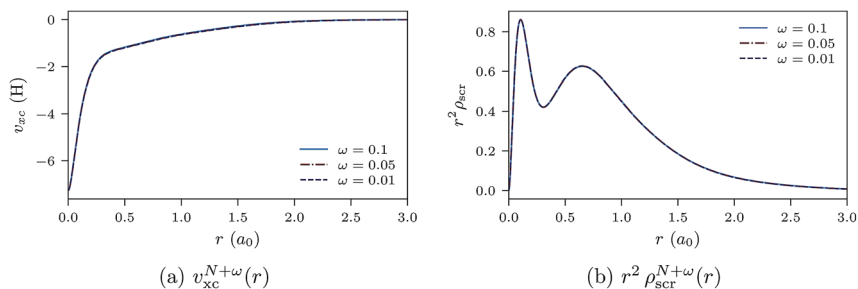 0
−2
−4
−6
v_xc (H)
ω = 0.1
ω = 0.05
ω = 0.01
0.0 0.5 1.0 1.5 2.0 2.5 3.0
r (a₀)
(a) v_xc^{N+ω}(r)
0.8
0.6
0.4
0.2
0.0
r²ρ_scr
ω = 0.1
ω = 0.05
ω = 0.01
0.0 0.5 1.0 1.5 2.0 2.5 3.0
r (a₀)
(b) r² ρ_scr^{N+ω}(r)